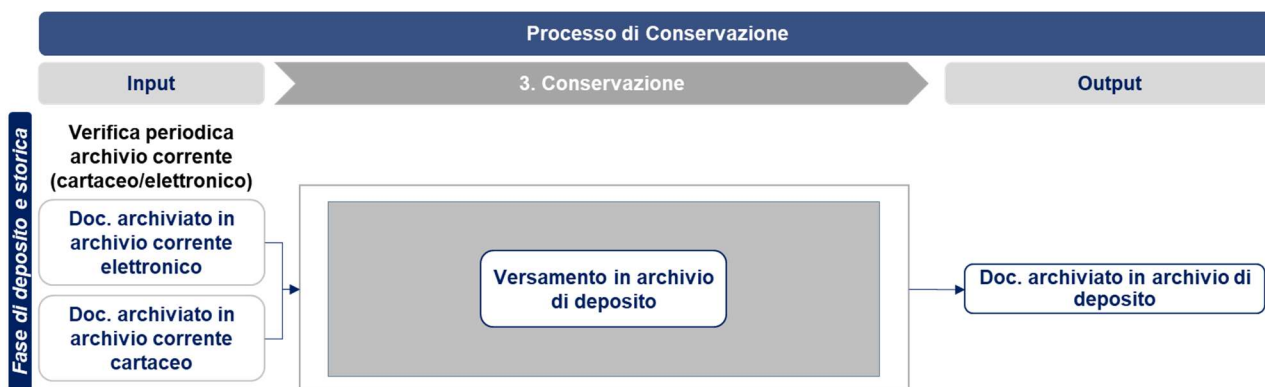 Processo di Conservazione
Input
3. Conservazione
Output
Fase di deposito e storica
Verifica periodica
archivio corrente
(cartaceo/elettronico)
Doc. archiviato in
archivio corrente
elettronico
Doc. archiviato in
archivio corrente
cartaceo
Versamento in archivio
di deposito
Doc. archiviato in archivio di
deposito